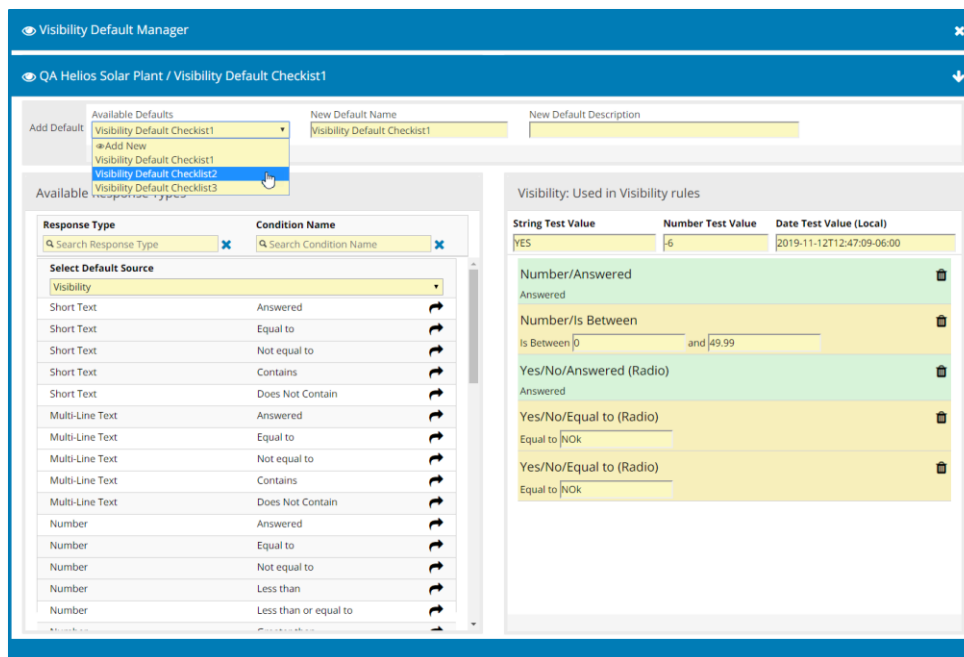 Visibility Default Manager
QA Helios Solar Plant / Visibility Default Checkist1
Add Default
Available Defaults
New Default Name
New Default Description
Visibility Default Checkist1
Visibility Default Checkist1
Add New
Visibility Default Checklist1
Visibility Default Checklist2
Visibility Default Checklist3
Available Response Types
Visibility: Used in Visibility rules
Response Type
Condition Name
Search Response Type
Search Condition Name
Select Default Source
Visibility
Short Text Answered
Short Text Equal to
Short Text Not equal to
Short Text Contains
Short Text Does Not Contain
Multi-Line Text Answered
Multi-Line Text Equal to
Multi-Line Text Not equal to
Multi-Line Text Contains
Multi-Line Text Does Not Contain
Number Answered
Number Equal to
Number Not equal to
Number Less than
Number Less than or equal to
String Test Value
Number Test Value
Date Test Value (Local)
YES
-6
2019-11-12T12:47:09-06:00
Number/Answered
Answered
Number/Is Between
Is Between 0 and 49.99
Yes/No/Answered (Radio)
Answered
Yes/No/Equal to (Radio)
Equal to NOk
Yes/No/Equal to (Radio)
Equal to NOk